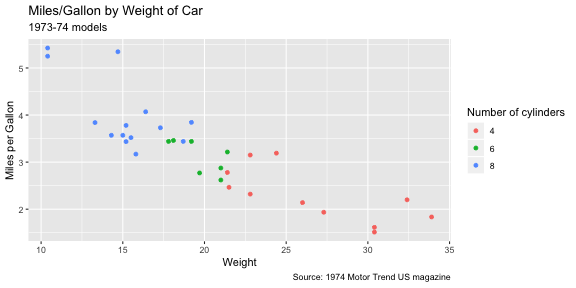 Miles/Gallon by Weight of Car
1973-74 models
5
4
3
2
Miles per Gallon
10 15 20 25 30 35
Weight
Number of cylinders
4
6
8
Source: 1974 Motor Trend US magazine